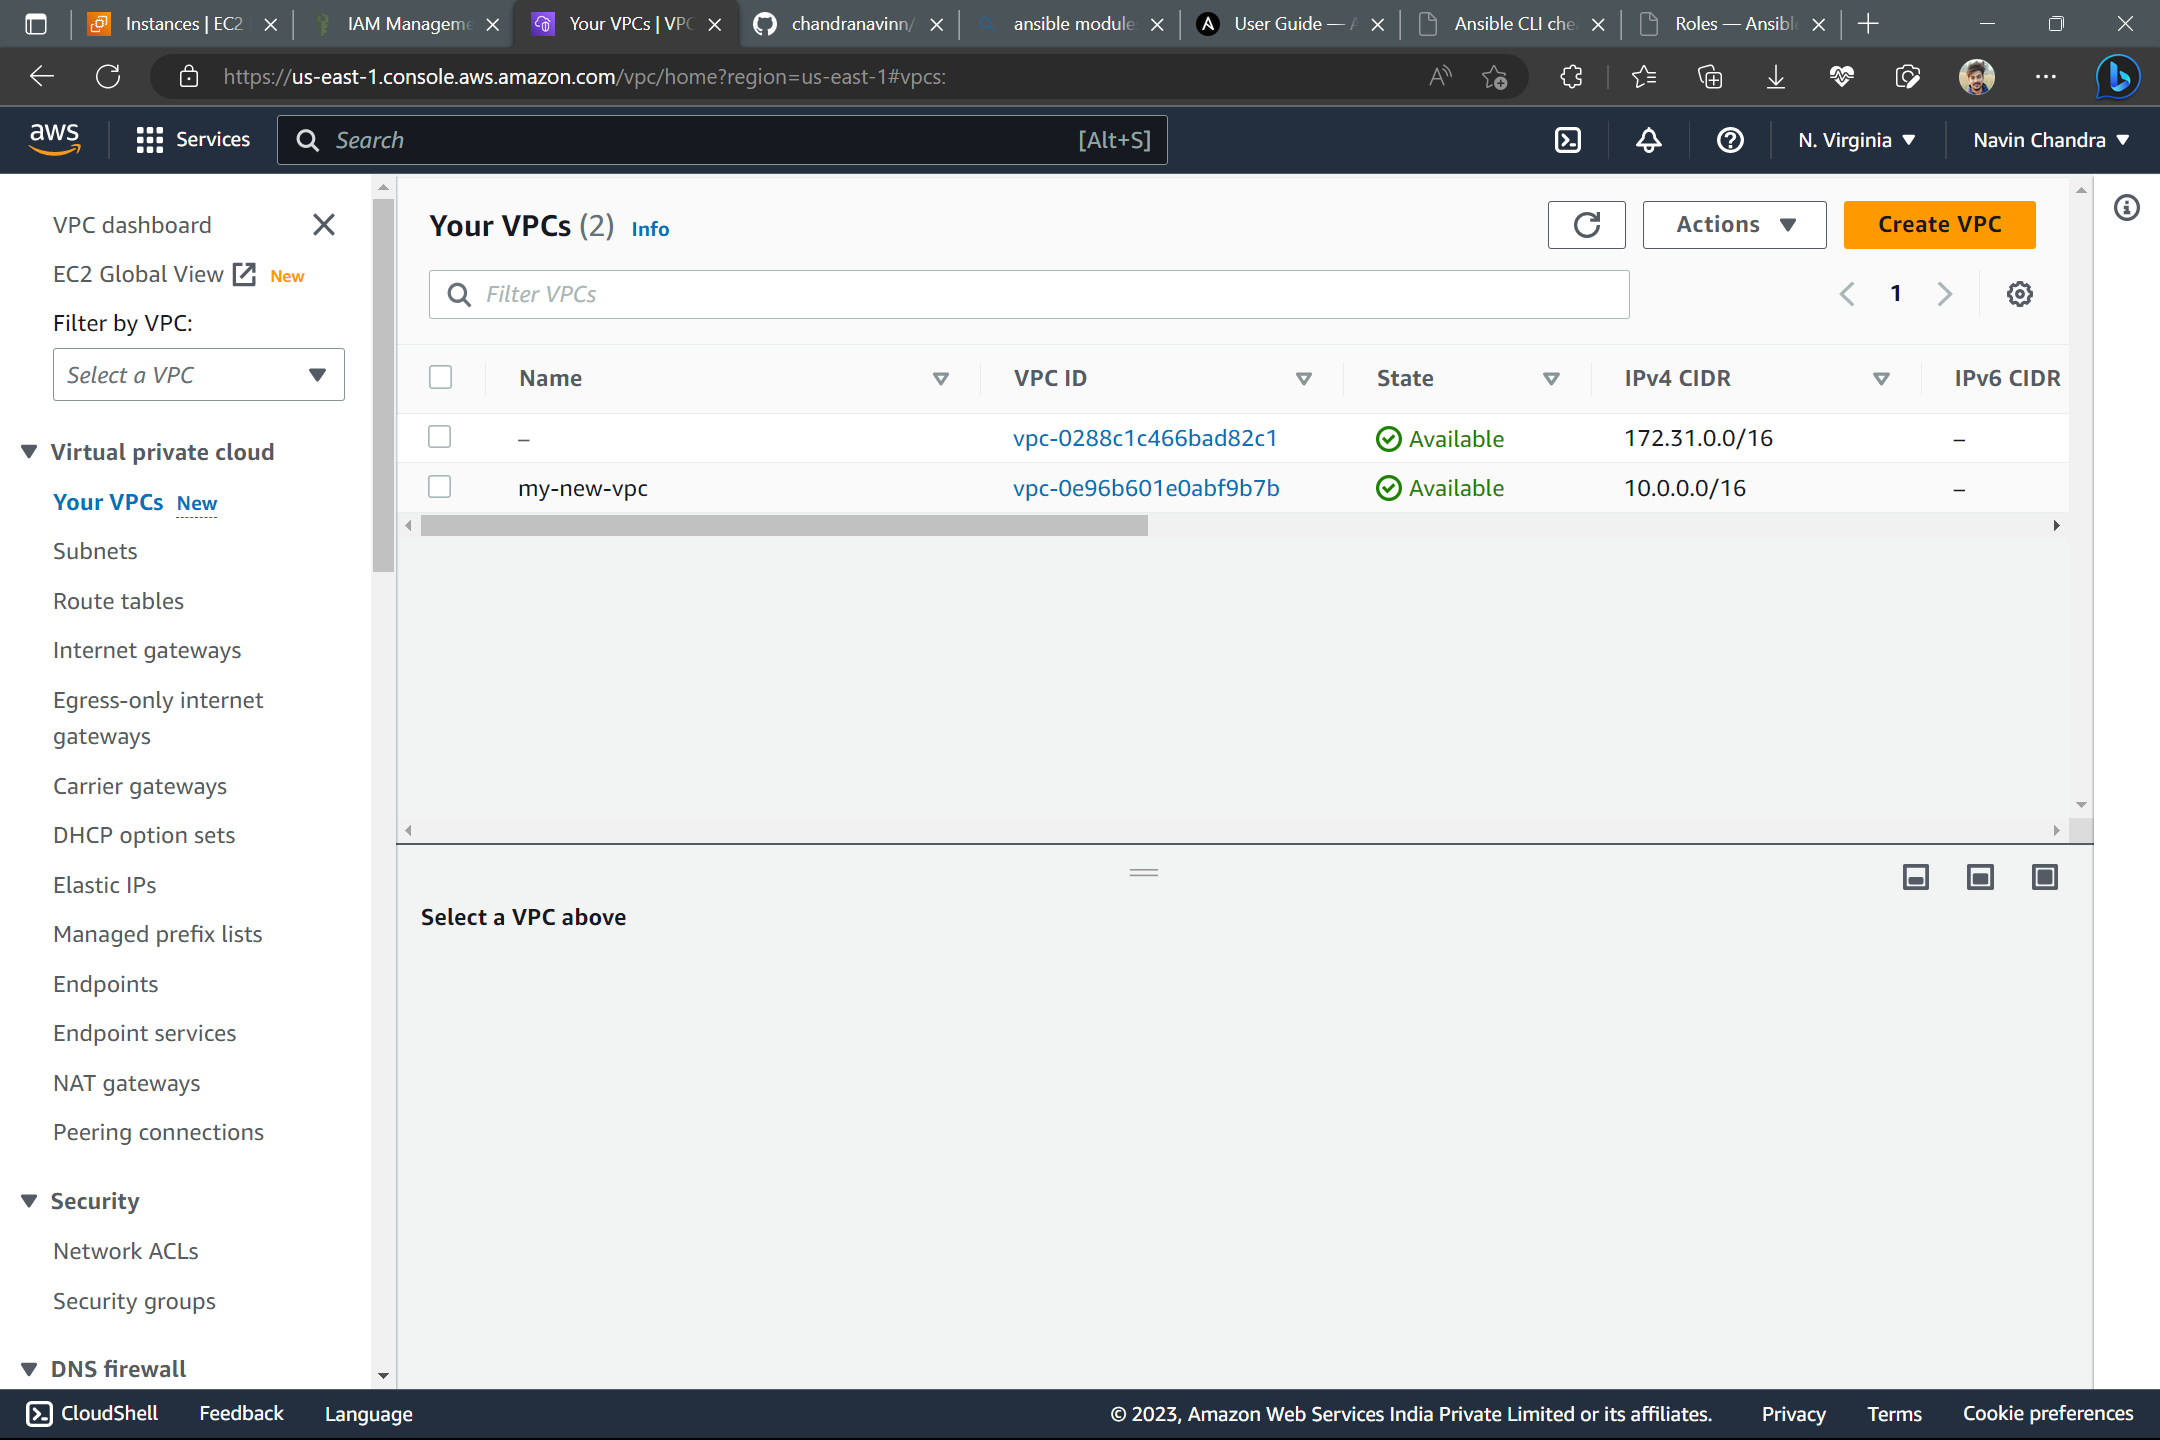 Instances | EC2
IAM Manageme
Your VPCs | VPC
chandranavinn/
ansible module
User Guide — A
Ansible CLI che
Roles — Ansible
https://us-east-1.console.aws.amazon.com/vpc/home?region=us-east-1#vpcs:
aws
Services
Search
[Alt+S]
N. Virginia
Navin Chandra
VPC dashboard
EC2 Global View New
Filter by VPC:
Select a VPC
Virtual private cloud
Your VPCs New
Subnets
Route tables
Internet gateways
Egress-only internet
gateways
Carrier gateways
DHCP option sets
Elastic IPs
Managed prefix lists
Endpoints
Endpoint services
NAT gateways
Peering connections
Security
Network ACLs
Security groups
DNS firewall
Your VPCs (2) Info
Actions
Create VPC
Filter VPCs
1
Name VPC ID State IPv4 CIDR IPv6 CIDR
– vpc-0288c1c466bad82c1 Available 172.31.0.0/16 –
my-new-vpc vpc-0e96b601e0abf9b7b Available 10.0.0.0/16 –
Select a VPC above
CloudShell Feedback Language © 2023, Amazon Web Services India Private Limited or its affiliates. Privacy Terms Cookie preferences